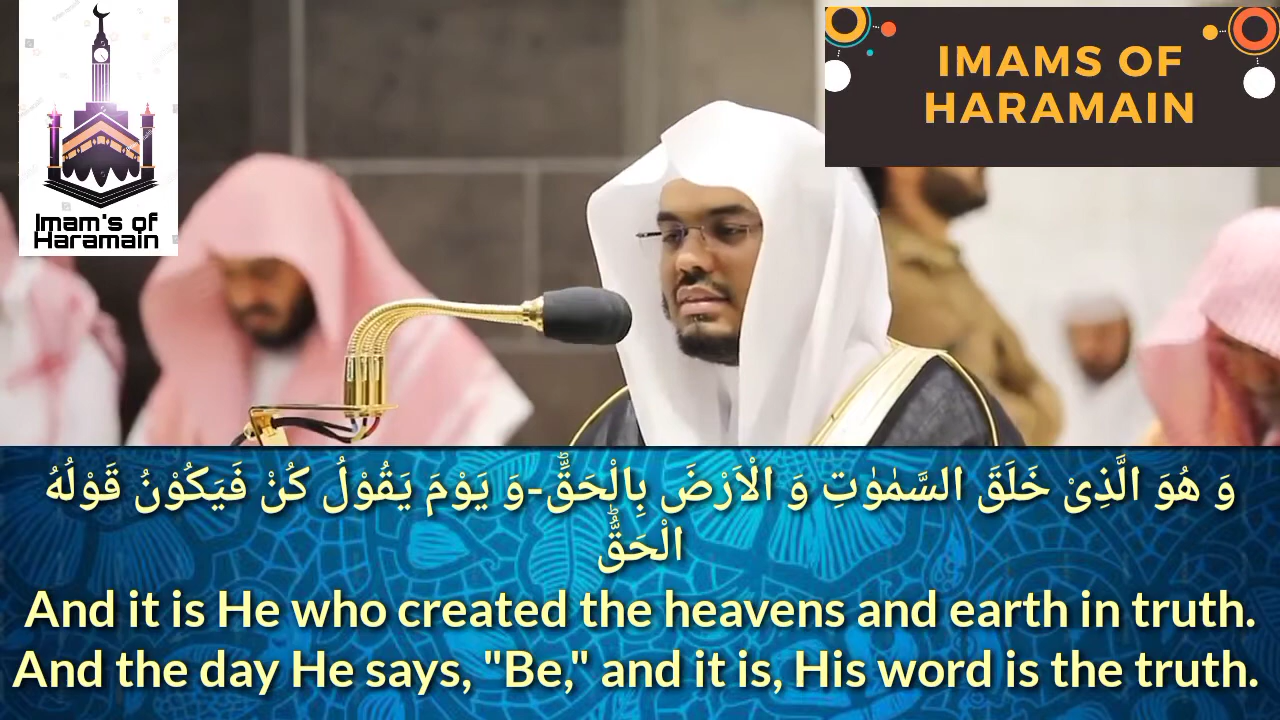 Imam's of
Haramain
IMAMS OF
HARAMAIN
وَ هُوَ الَّذِیْ خَلَقَ السَّمٰوٰتِ وَ الْاَرْضَ بِالْحَقِّؕ-وَ یَوْمَ یَقُوْلُ كُنْ فَیَكُوْنُ قَوْلُهُ
الْحَقُّؕ
And it is He who created the heavens and earth in truth.
And the day He says, "Be," and it is, His word is the truth.